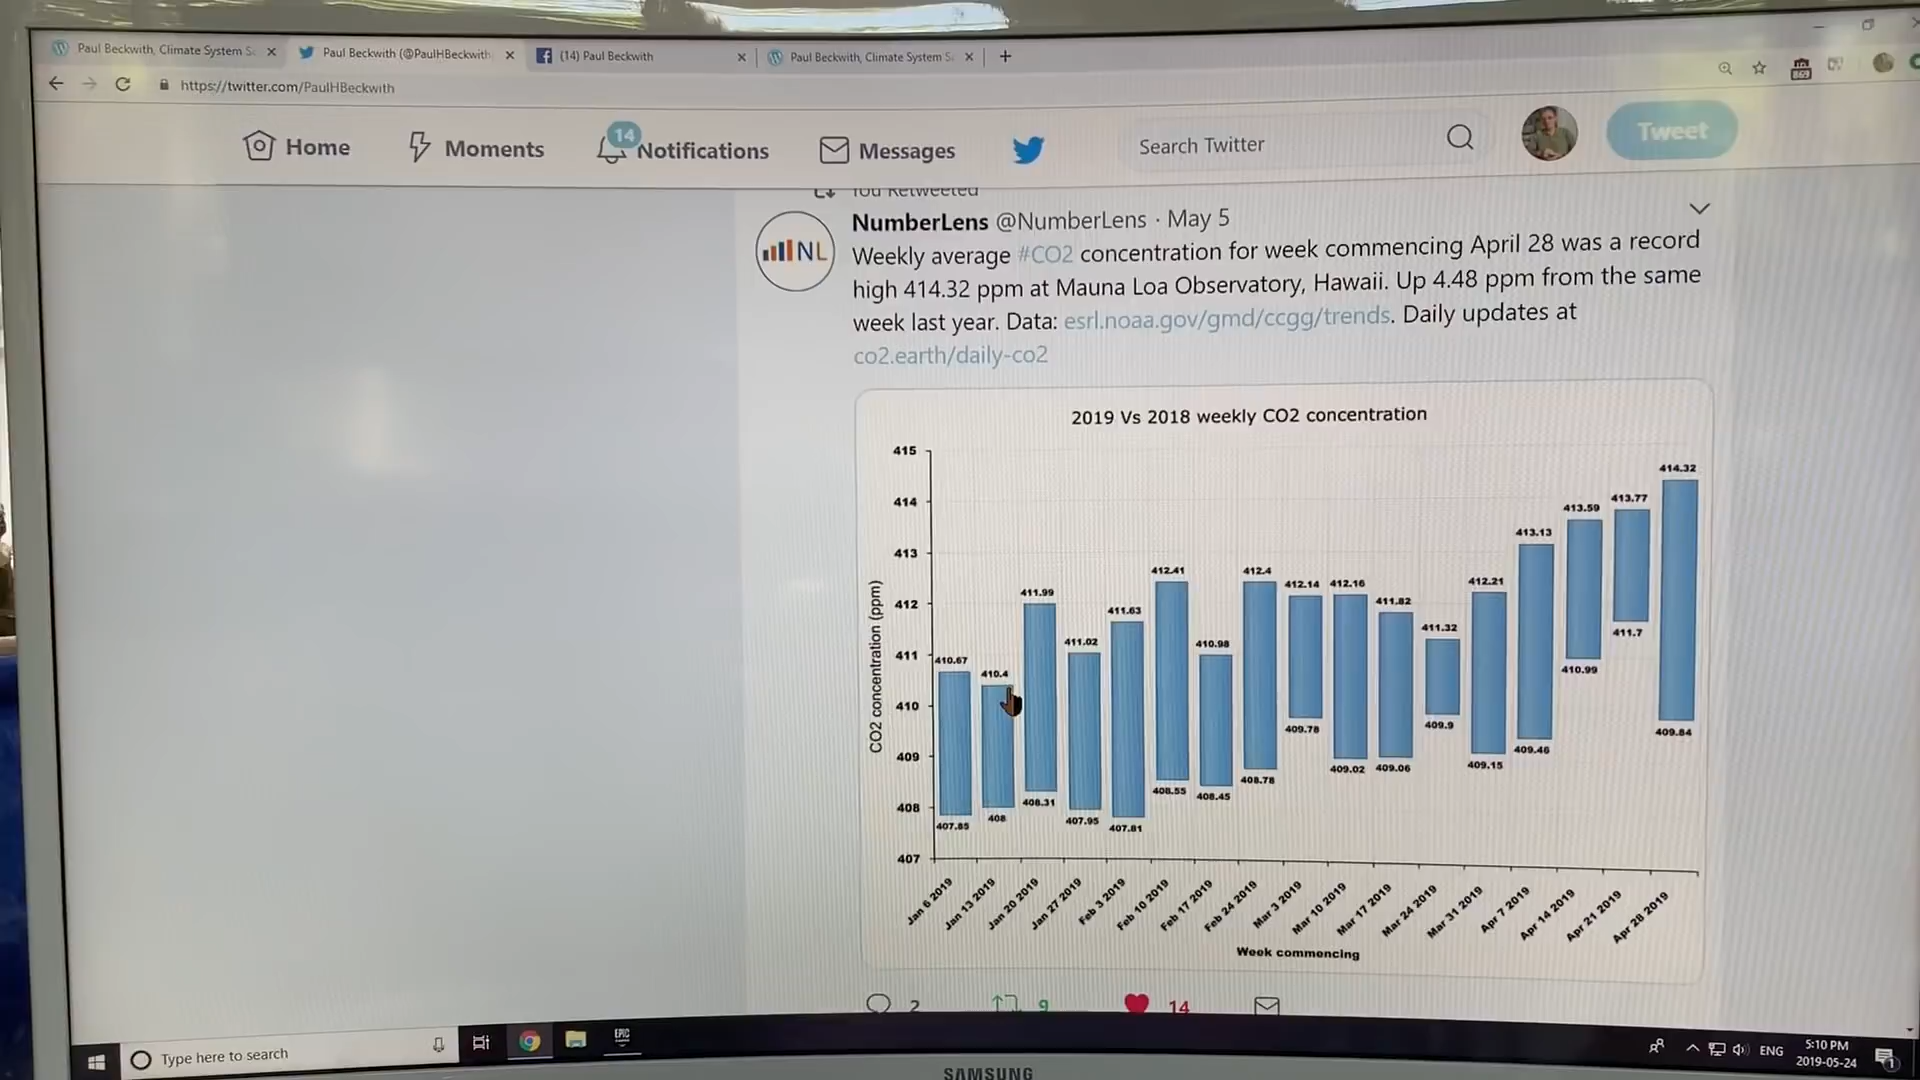 Paul Beckwith, Climate System S
Paul Beckwith (@PaulHBeckwith
(14) Paul Beckwith
Paul Beckwith, Climate System S
https://twitter.com/PaulHBeckwith
869
Home
Moments
14
Notifications
Messages
Search Twitter
Tweet
You Retweeted
NL
NumberLens @NumberLens · May 5
Weekly average #CO2 concentration for week commencing April 28 was a record
high 414.32 ppm at Mauna Loa Observatory, Hawaii. Up 4.48 ppm from the same
week last year. Data: esrl.noaa.gov/gmd/ccgg/trends. Daily updates at
co2.earth/daily-co2
2019 Vs 2018 weekly CO2 concentration
CO2 concentration (ppm)
415
414
413
412
411
410
409
408
407
410.67
410.4
411.99
411.02
411.63
412.41
410.98
412.4
412.14
412.16
411.82
411.32
412.21
413.13
413.59
413.77
414.32
407.85
408
408.31
407.95
407.81
408.55
408.45
408.78
409.78
409.02
409.06
409.9
409.15
409.46
410.99
411.7
409.84
Jan 6 2019
Jan 13 2019
Jan 20 2019
Jan 27 2019
Feb 3 2019
Feb 10 2019
Feb 17 2019
Feb 24 2019
Mar 3 2019
Mar 10 2019
Mar 17 2019
Mar 24 2019
Mar 31 2019
Apr 7 2019
Apr 14 2019
Apr 21 2019
Apr 28 2019
Week commencing
2
9
14
Type here to search
EPIC
ENG
5:10 PM
2019-05-24
1
SAMSUNG